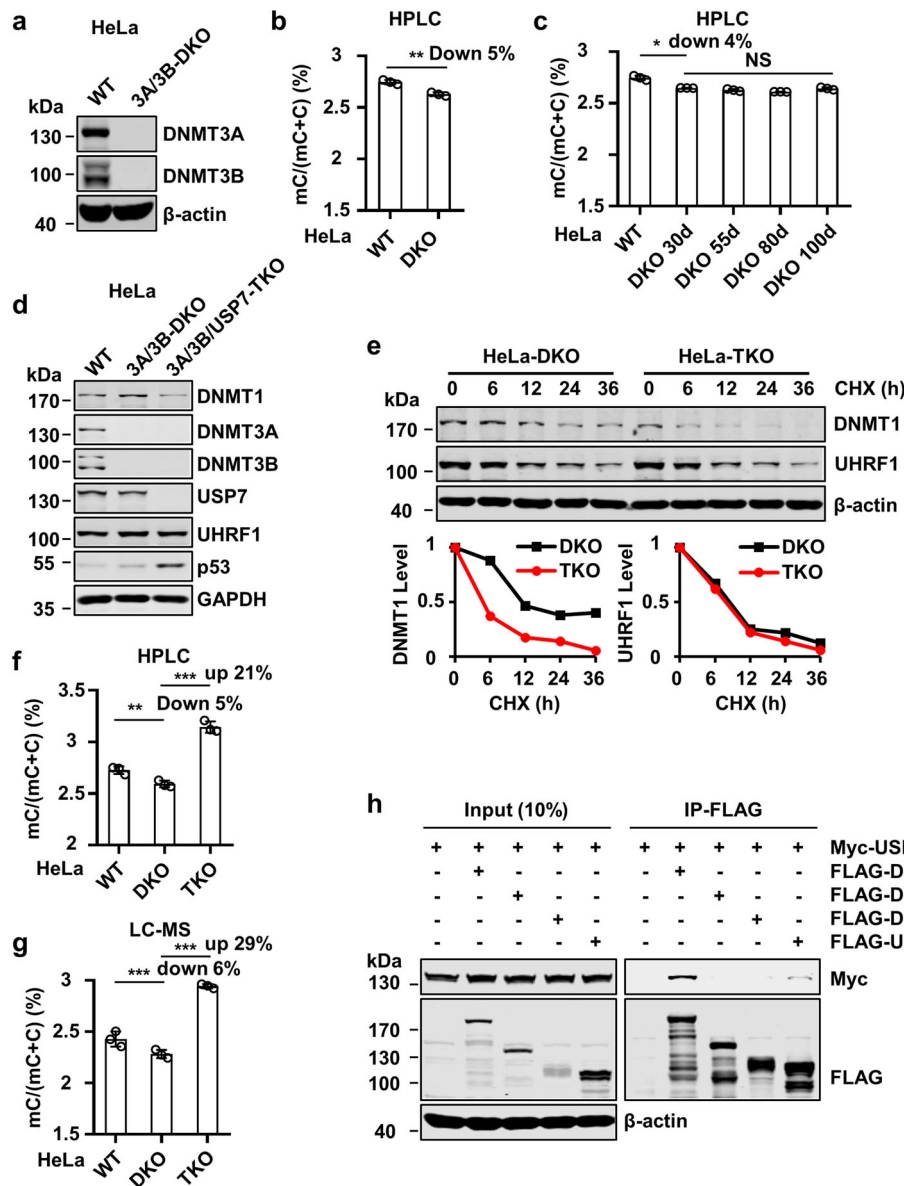 a
HeLa
WT
3A/3B-DKO
kDa
130
DNMT3A
100
DNMT3B
40
β-actin
b
HPLC
** Down 5%
mC/(mC+C) (%)
3
2.5
2
1.5
HeLa
WT
DKO
c
HPLC
* down 4%
NS
mC/(mC+C) (%)
3
2.5
2
1.5
HeLa
WT
DKO 30d
DKO 55d
DKO 80d
DKO 100d
d
HeLa
WT
3A/3B-DKO
3A/3B/USP7-TKO
kDa
170
DNMT1
130
DNMT3A
100
DNMT3B
130
USP7
100
UHRF1
55
p53
35
GAPDH
e
HeLa-DKO
HeLa-TKO
0 6 12 24 36 0 6 12 24 36 CHX (h)
kDa
170
DNMT1
100
UHRF1
40
β-actin
DNMT1 Level
1
0.5
0
DKO
TKO
0 6 12 24 36
CHX (h)
UHRF1 Level
1
0.5
0
DKO
TKO
0 6 12 24 36
CHX (h)
f
HPLC
*** up 21%
** Down 5%
mC/(mC+C) (%)
3.5
3
2.5
2
HeLa
WT
DKO
TKO
g
LC-MS
*** up 29%
*** down 6%
mC/(mC+C) (%)
3
2.5
2
1.5
HeLa
WT
DKO
TKO
h
Input (10%)
IP-FLAG
+ + + + + + + + + + Myc-USI
- + - - - - + - - - FLAG-D
- - + - - - - + - - FLAG-D
- - - + - - - - + - FLAG-D
- - - - + - - - - + FLAG-U
kDa
130
Myc
170
130
100
FLAG
40
β-actin